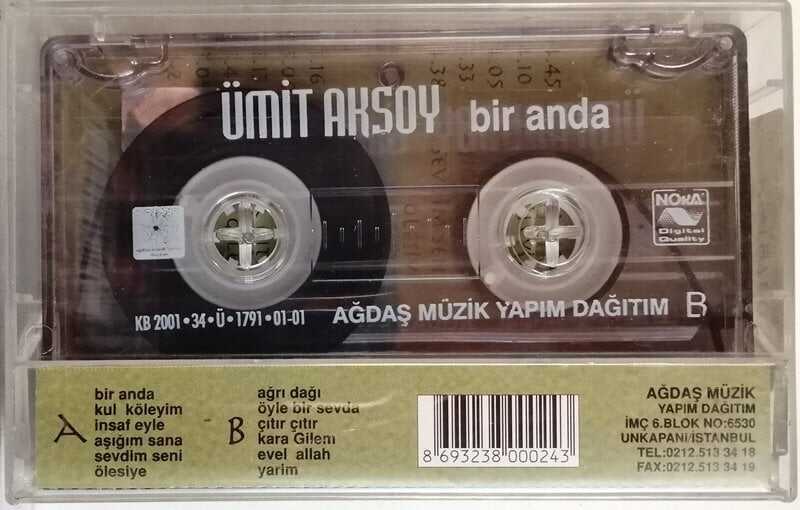 ÜMİT AKSOY bir anda
NOKA
Digital
Quality
KB 2001•34•Ü•1791•01-01
AĞDAŞ MÜZİK YAPIM DAĞITIM B
A
bir anda
kul köleyim
insaf eyle
aşığım sana
sevdim seni
ölesiye
B
ağrı dağı
öyle bir sevda
çıtır çıtır
kara Gilem
evel allah
yarim
8 693238 000243
AĞDAŞ MÜZİK
YAPIM DAĞITIM
İMÇ 6.BLOK NO:6530
UNKAPANI/İSTANBUL
TEL:0212.513 34 18
FAX:0212.513 34 19